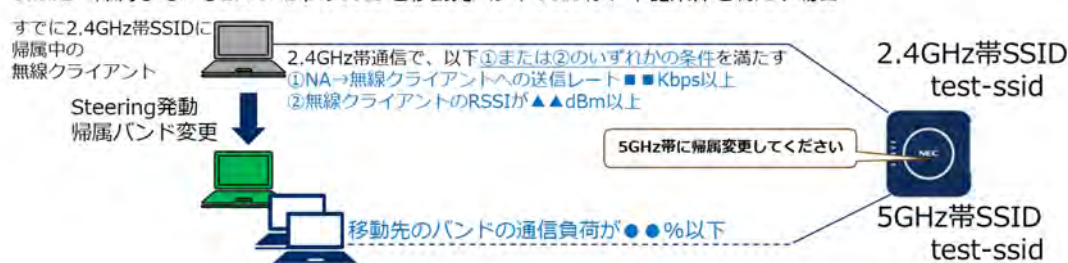 すでに2.4GHz帯SSIDに
帰属中の
無線クライアント
2.4GHz帯通信で、以下①または②のいずれかの条件を満たす
①NA→無線クライアントへの送信レート■■Kbps以上
②無線クライアントのRSSIが▲▲dBm以上
2.4GHz帯SSID
test-ssid
Steering発動
帰属バンド変更
5GHz帯に帰属変更してください
NEC
移動先のバンドの通信負荷が●●%以下
5GHz帯SSID
test-ssid